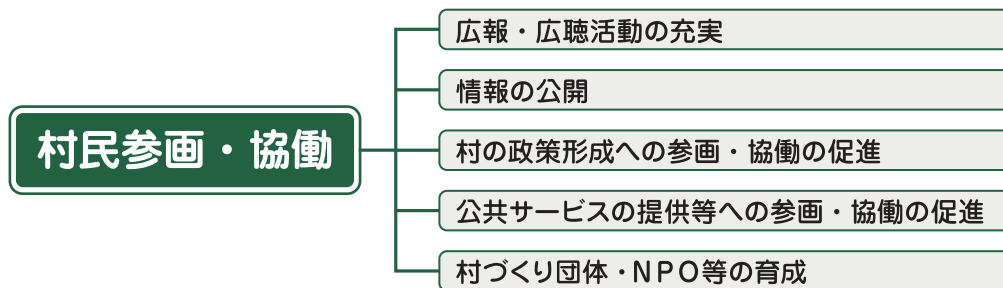 村民参画・協働
広報・広聴活動の充実
情報の公開
村の政策形成への参画・協働の促進
公共サービスの提供等への参画・協働の促進
村づくり団体・ＮＰＯ等の育成